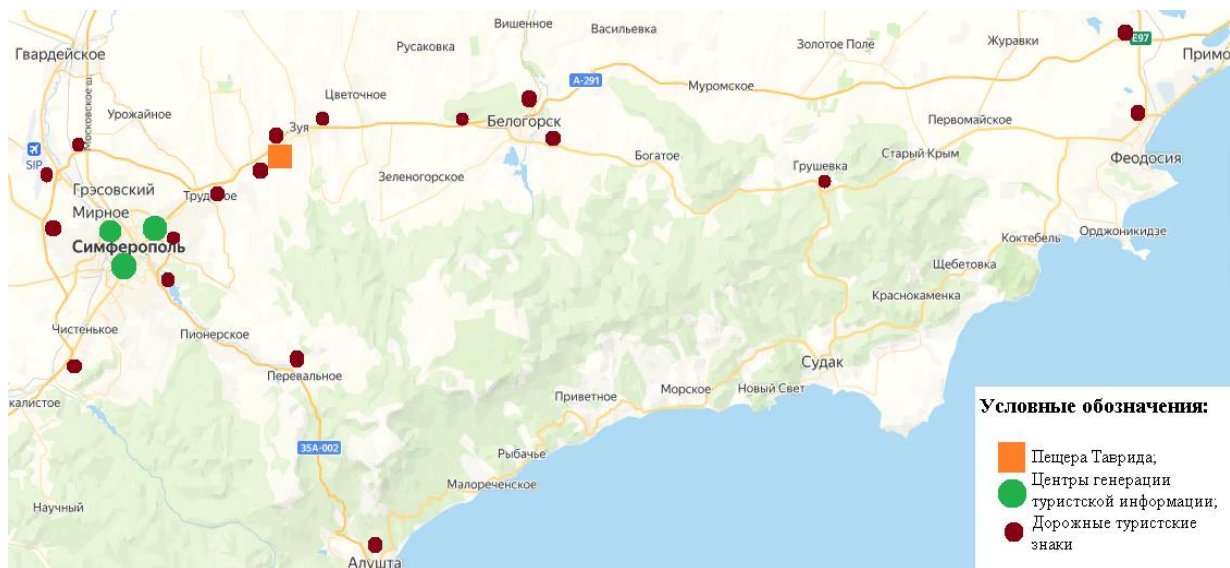 Гвардейское
Вишенное
Васильевка
Русаковка
Золотое Поле
Журавки
E97
Примо
Московское ш.
Урожайное
Цветочное
А-291
Муромское
Зуя
Белогорск
Первомайское
SIP
Феодосия
Грэсовский
Зеленогорское
Богатое
Грушевка
Старый Крым
Мирное
Симферополь
Коктебель
Орджоникидзе
Щебетовка
Краснокаменка
Чистенькое
Пионерское
Перевальное
Судак
калистое
Приветное
Морское
Новый Свет
35А-002
Рыбачье
Малореченское
Научный
Алушта
Условные обозначения:
Пещера Таврида;
Центры генерации
туристской информации;
Дорожные туристские
знаки